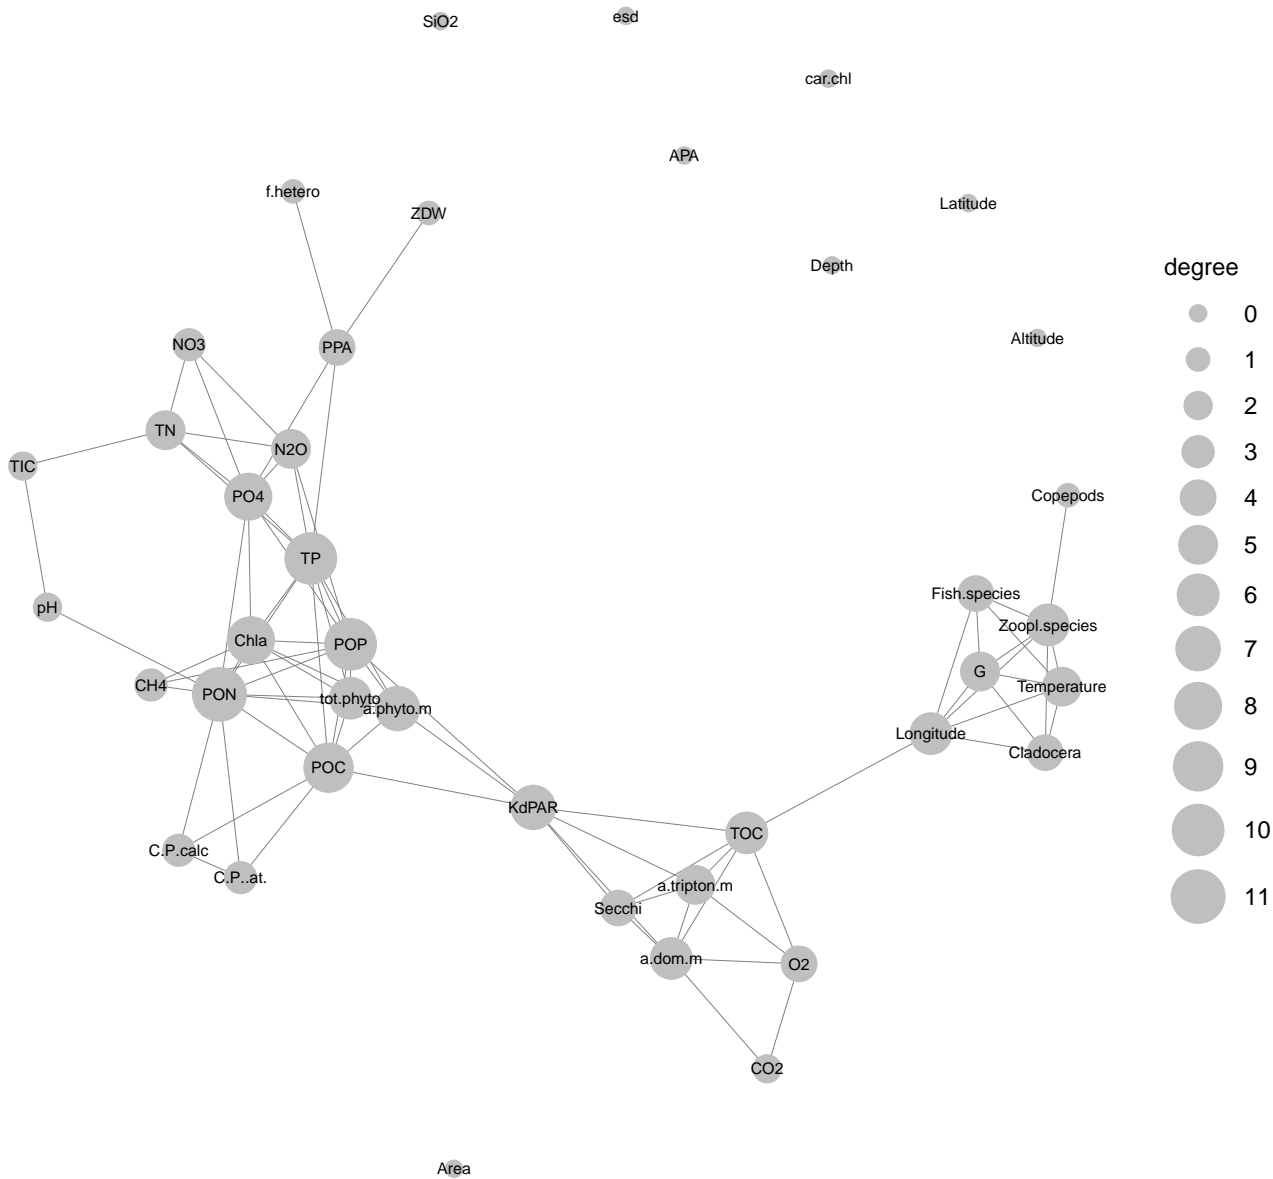 esd
SiO2
car.chl
APA
f.hetero
Latitude
ZDW
Depth
degree
0
Altitude
NO3
PPA
1
2
TN
N2O
3
TIC
Copepods
PO4
4
5
TP
Fish.species
6
pH
Zoopl.species
Chla
POP
7
G
CH4
PON
tot.phyto
Temperature
a.phyto.m
8
Longitude
Cladocera
POC
9
KdPAR
TOC
10
C.P.calc
C.P..at.
a.tripton.m
11
Secchi
a.dom.m
O2
CO2
Area